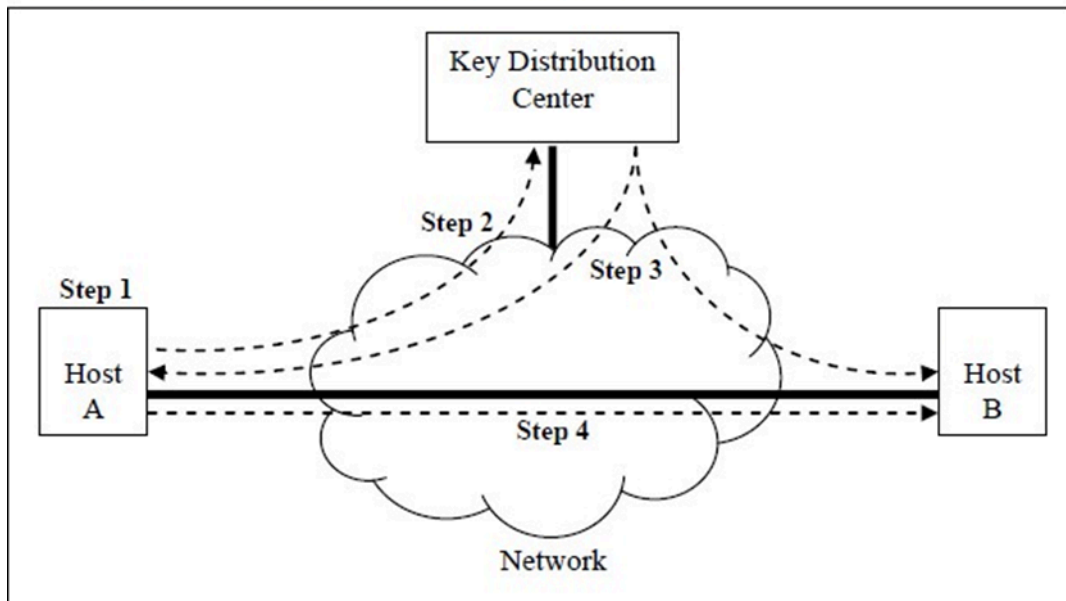 Key Distribution
Center
Step 2
Step 3
Step 1
Host
A
Host
B
Step 4
Network